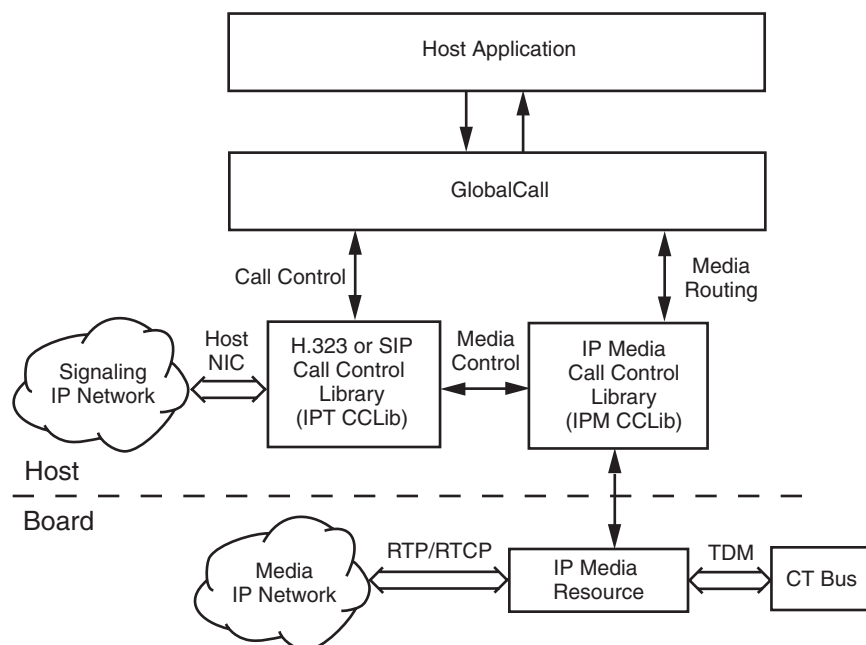 Host Application
GlobalCall
Call Control
Media
Routing
Signaling
IP Network
Host
NIC
H.323 or SIP
Call Control
Library
(IPT CCLib)
Media
Control
IP Media
Call Control
Library
(IPM CCLib)
Host
Board
Media
IP Network
RTP/RTCP
IP Media
Resource
TDM
CT Bus